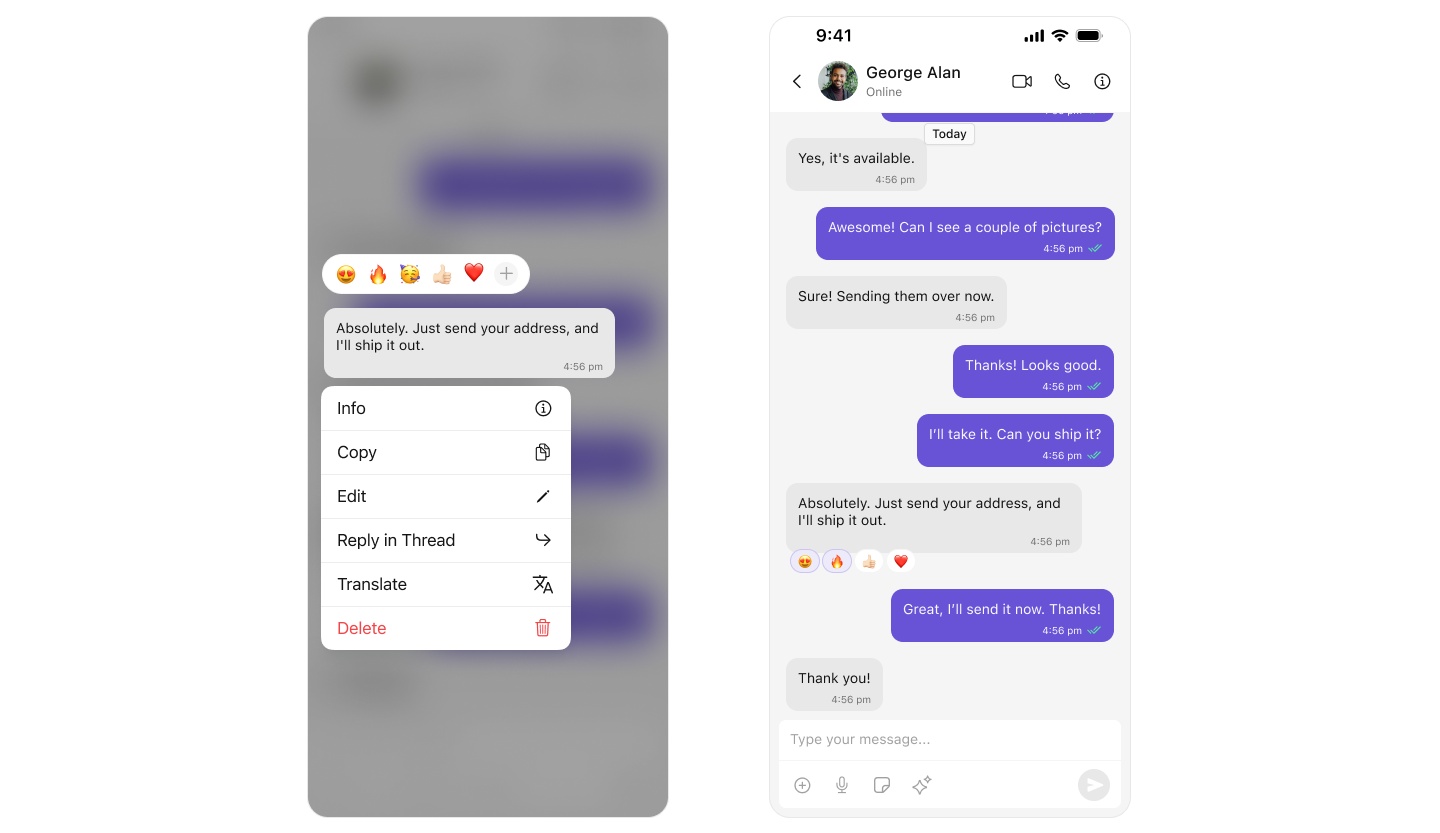 Absolutely. Just send your address, and
I'll ship it out.
4:56 pm
Info
Copy
Edit
Reply in Thread
Translate
Delete
9:41
George Alan
Online
Today
Yes, it's available.
4:56 pm
Awesome! Can I see a couple of pictures?
4:56 pm
Sure! Sending them over now.
4:56 pm
Thanks! Looks good.
4:56 pm
I’ll take it. Can you ship it?
4:56 pm
Absolutely. Just send your address, and
I'll ship it out.
4:56 pm
Great, I’ll send it now. Thanks!
4:56 pm
Thank you!
4:56 pm
Type your message...